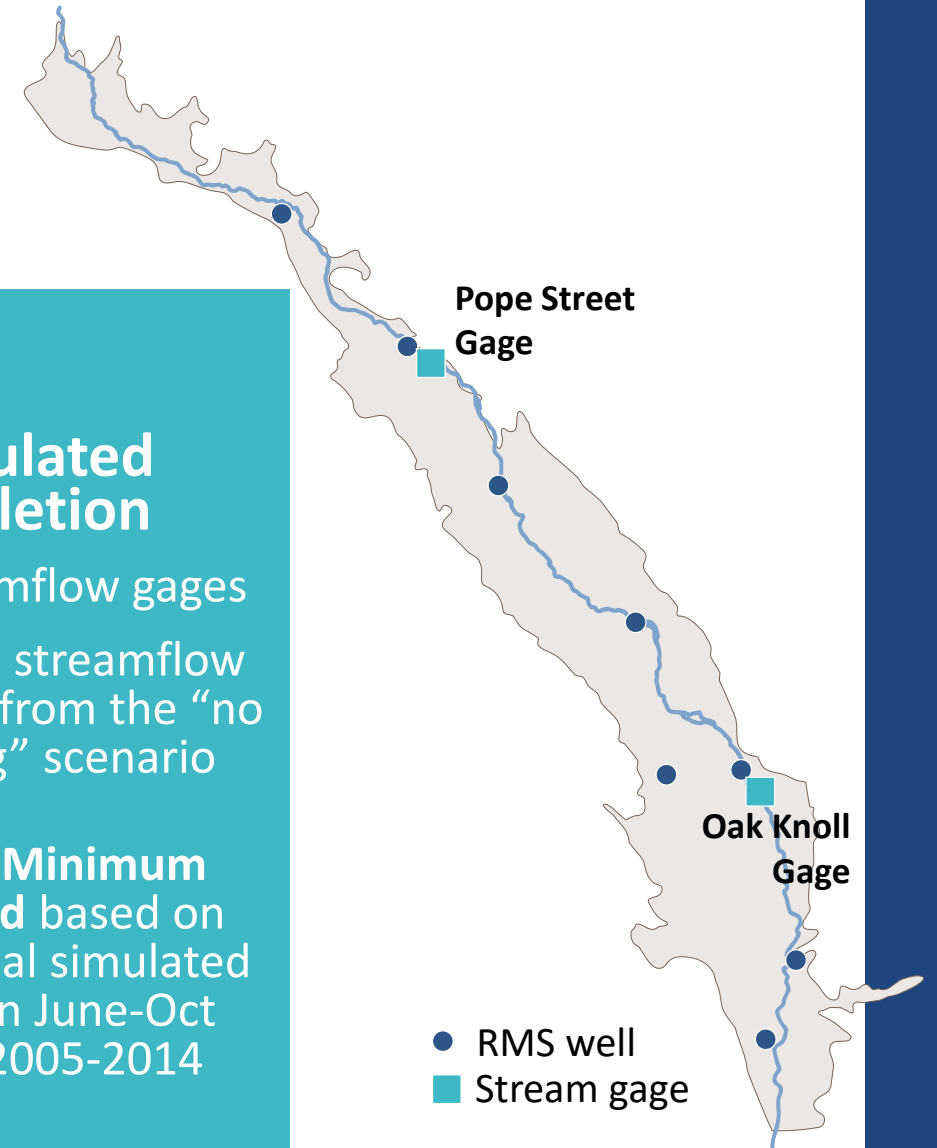 Pope Street
Gage
ulated
letion
mflow gages
streamflow
from the “no
g” scenario
Minimum
d based on
al simulated
n June-Oct
2005-2014
Oak Knoll
Gage
RMS well
Stream gage